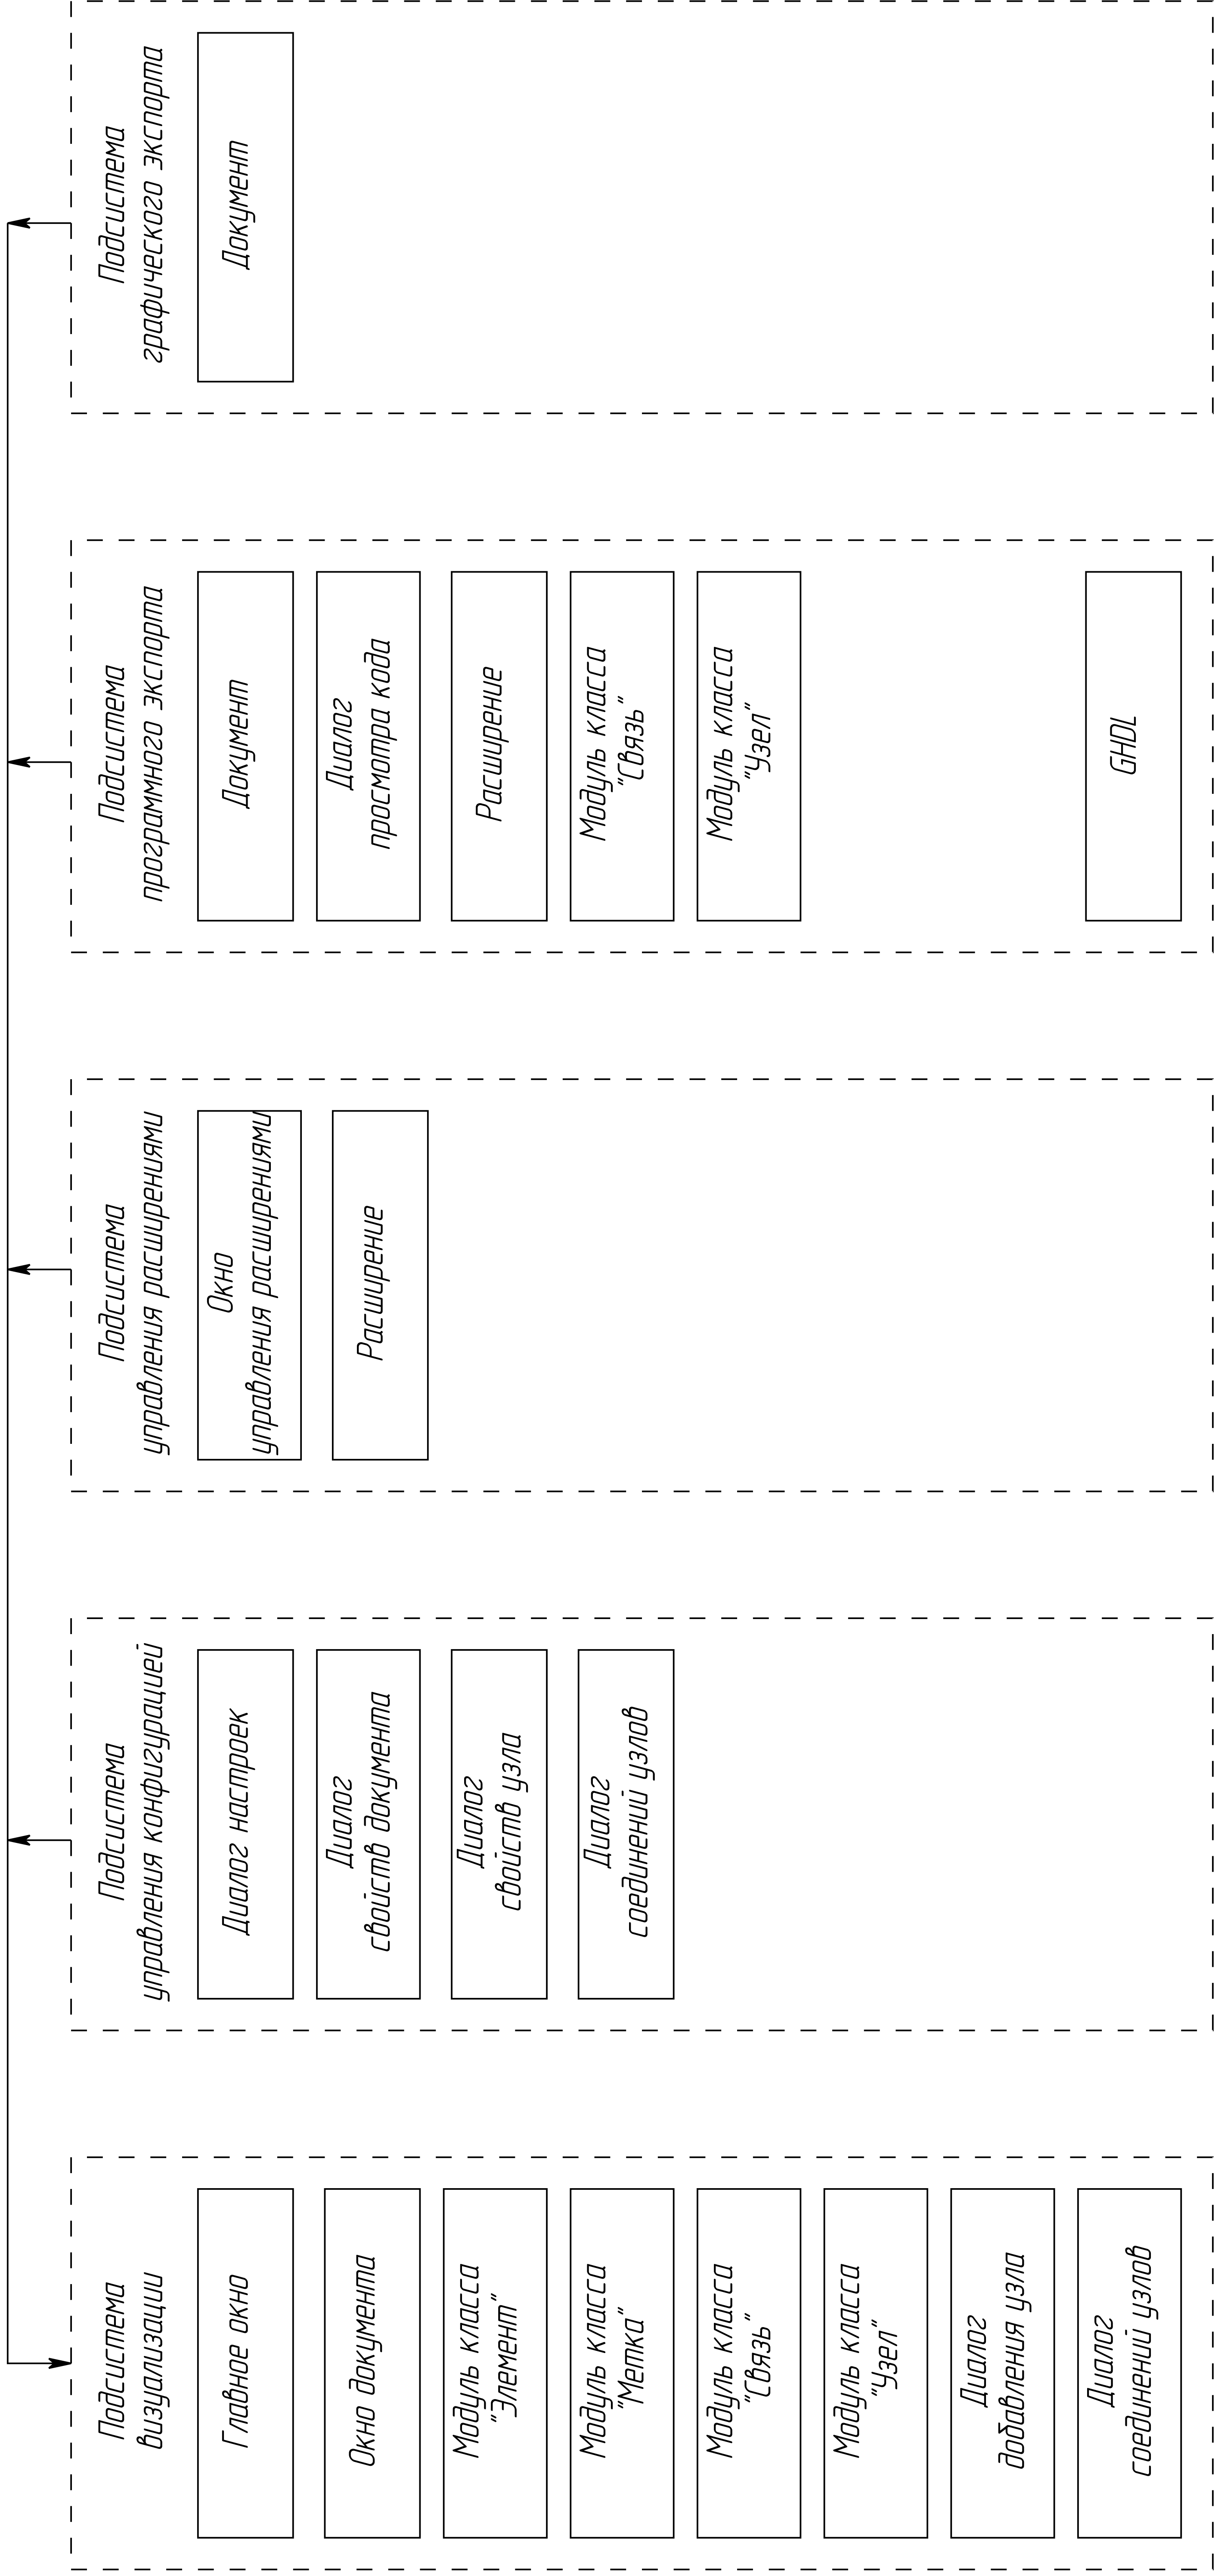 Подсистема
визуализации
Главное окно
Окно документа
Модуль класса
"Элемент"
Модуль класса
"Метка"
Модуль класса
"Связь"
Модуль класса
"Узел"
Диалог
добавления узла
Диалог
соединений узлов
Подсистема
управления конфигурацией
Диалог настроек
Диалог
свойств документа
Диалог
свойств узла
Диалог
соединений узлов
Подсистема
управления расширениями
Окно
управления расширениями
Расширение
Подсистема
программного экспорта
Документ
Диалог
просмотра кода
Расширение
Модуль класса
"Связь"
Модуль класса
"Узел"
GHDL
Подсистема
графического экспорта
Документ